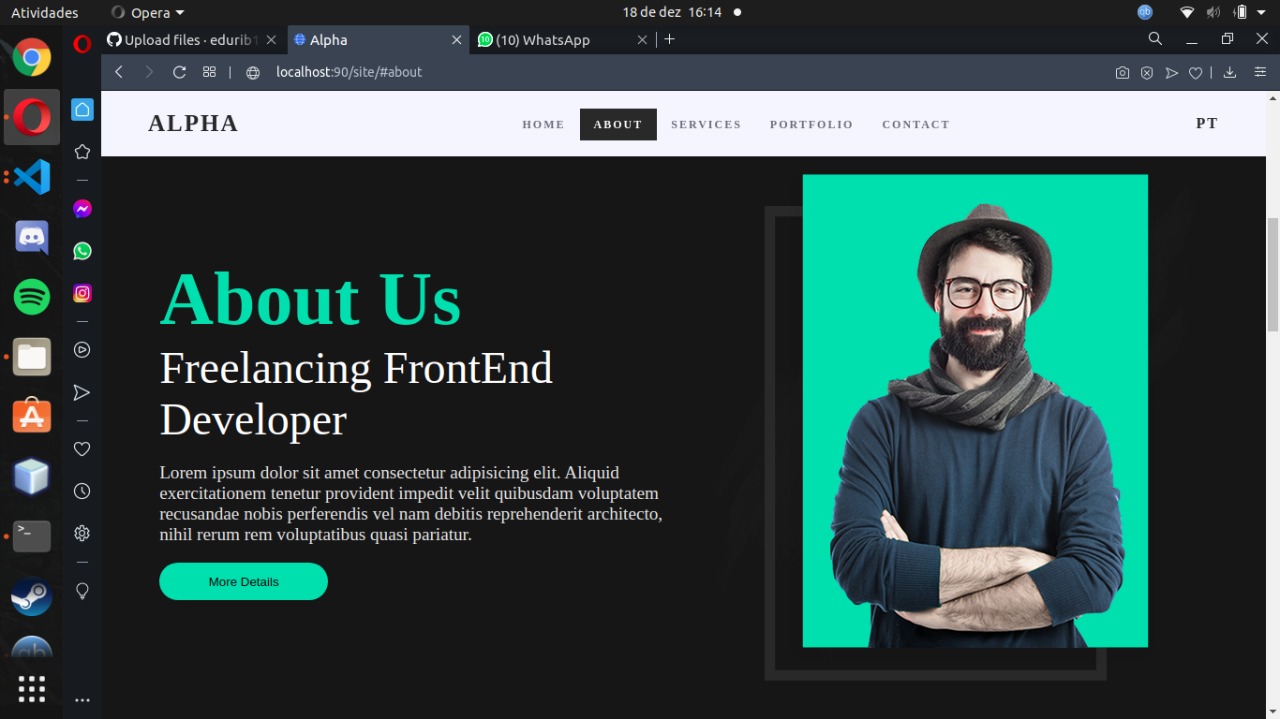 Atividades
Opera
18 de dez 16:14
Upload files · edurib1
Alpha
(10) WhatsApp
localhost:90/site/#about
ALPHA
HOME
ABOUT
SERVICES
PORTFOLIO
CONTACT
PT
About Us
Freelancing FrontEnd
Developer
Lorem ipsum dolor sit amet consectetur adipisicing elit. Aliquid
exercitationem tenetur provident impedit velit quibusdam voluptatem
recusandae nobis perferendis vel nam debitis reprehenderit architecto,
nihil rerum rem voluptatibus quasi pariatur.
More Details